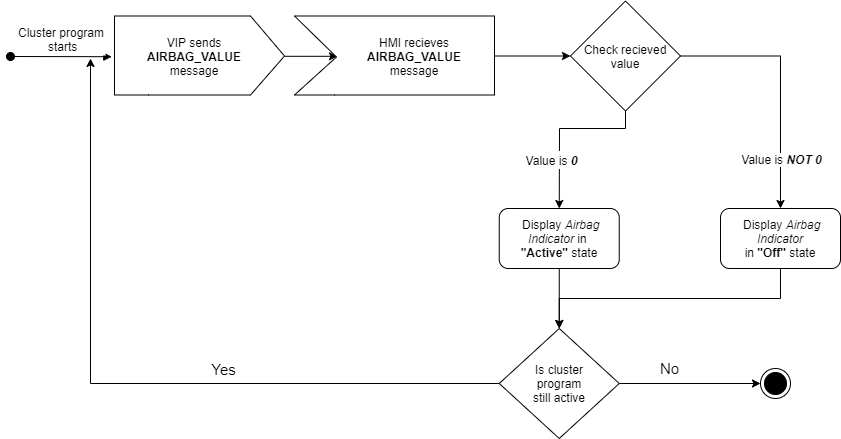 Cluster program
starts
VIP sends
AIRBAG_VALUE
message
HMI recieves
AIRBAG_VALUE
message
Check recieved
value
Value is 0
Value is NOT 0
Display Airbag
Indicator in
"Active" state
Display Airbag
Indicator
in "Off" state
Is cluster
program
still active
Yes
No